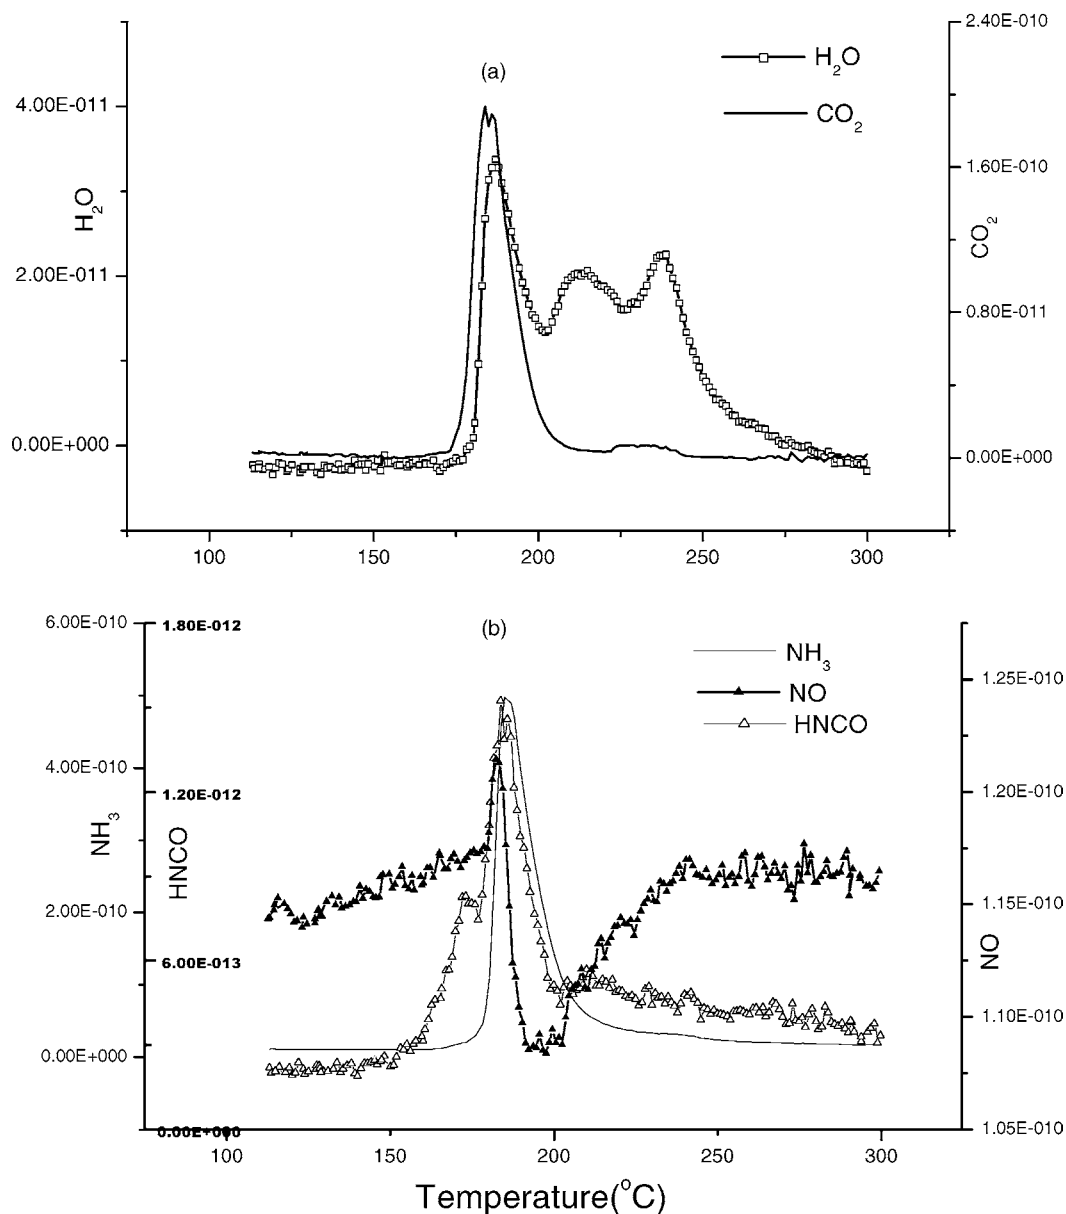 (a)
H₂O
CO₂
2.40E-010
1.60E-010
0.80E-011
0.00E+000
CO₂
4.00E-011
2.00E-011
0.00E+000
H₂O
100 150 200 250 300
(b)
NH₃
NO
HNCO
6.00E-010
4.00E-010
2.00E-010
0.00E+000
NH₃
1.80E-012
1.20E-012
6.00E-013
0.00E+000
HNCO
1.25E-010
1.20E-010
1.15E-010
1.10E-010
1.05E-010
NO
100 150 200 250 300
Temperature(°C)